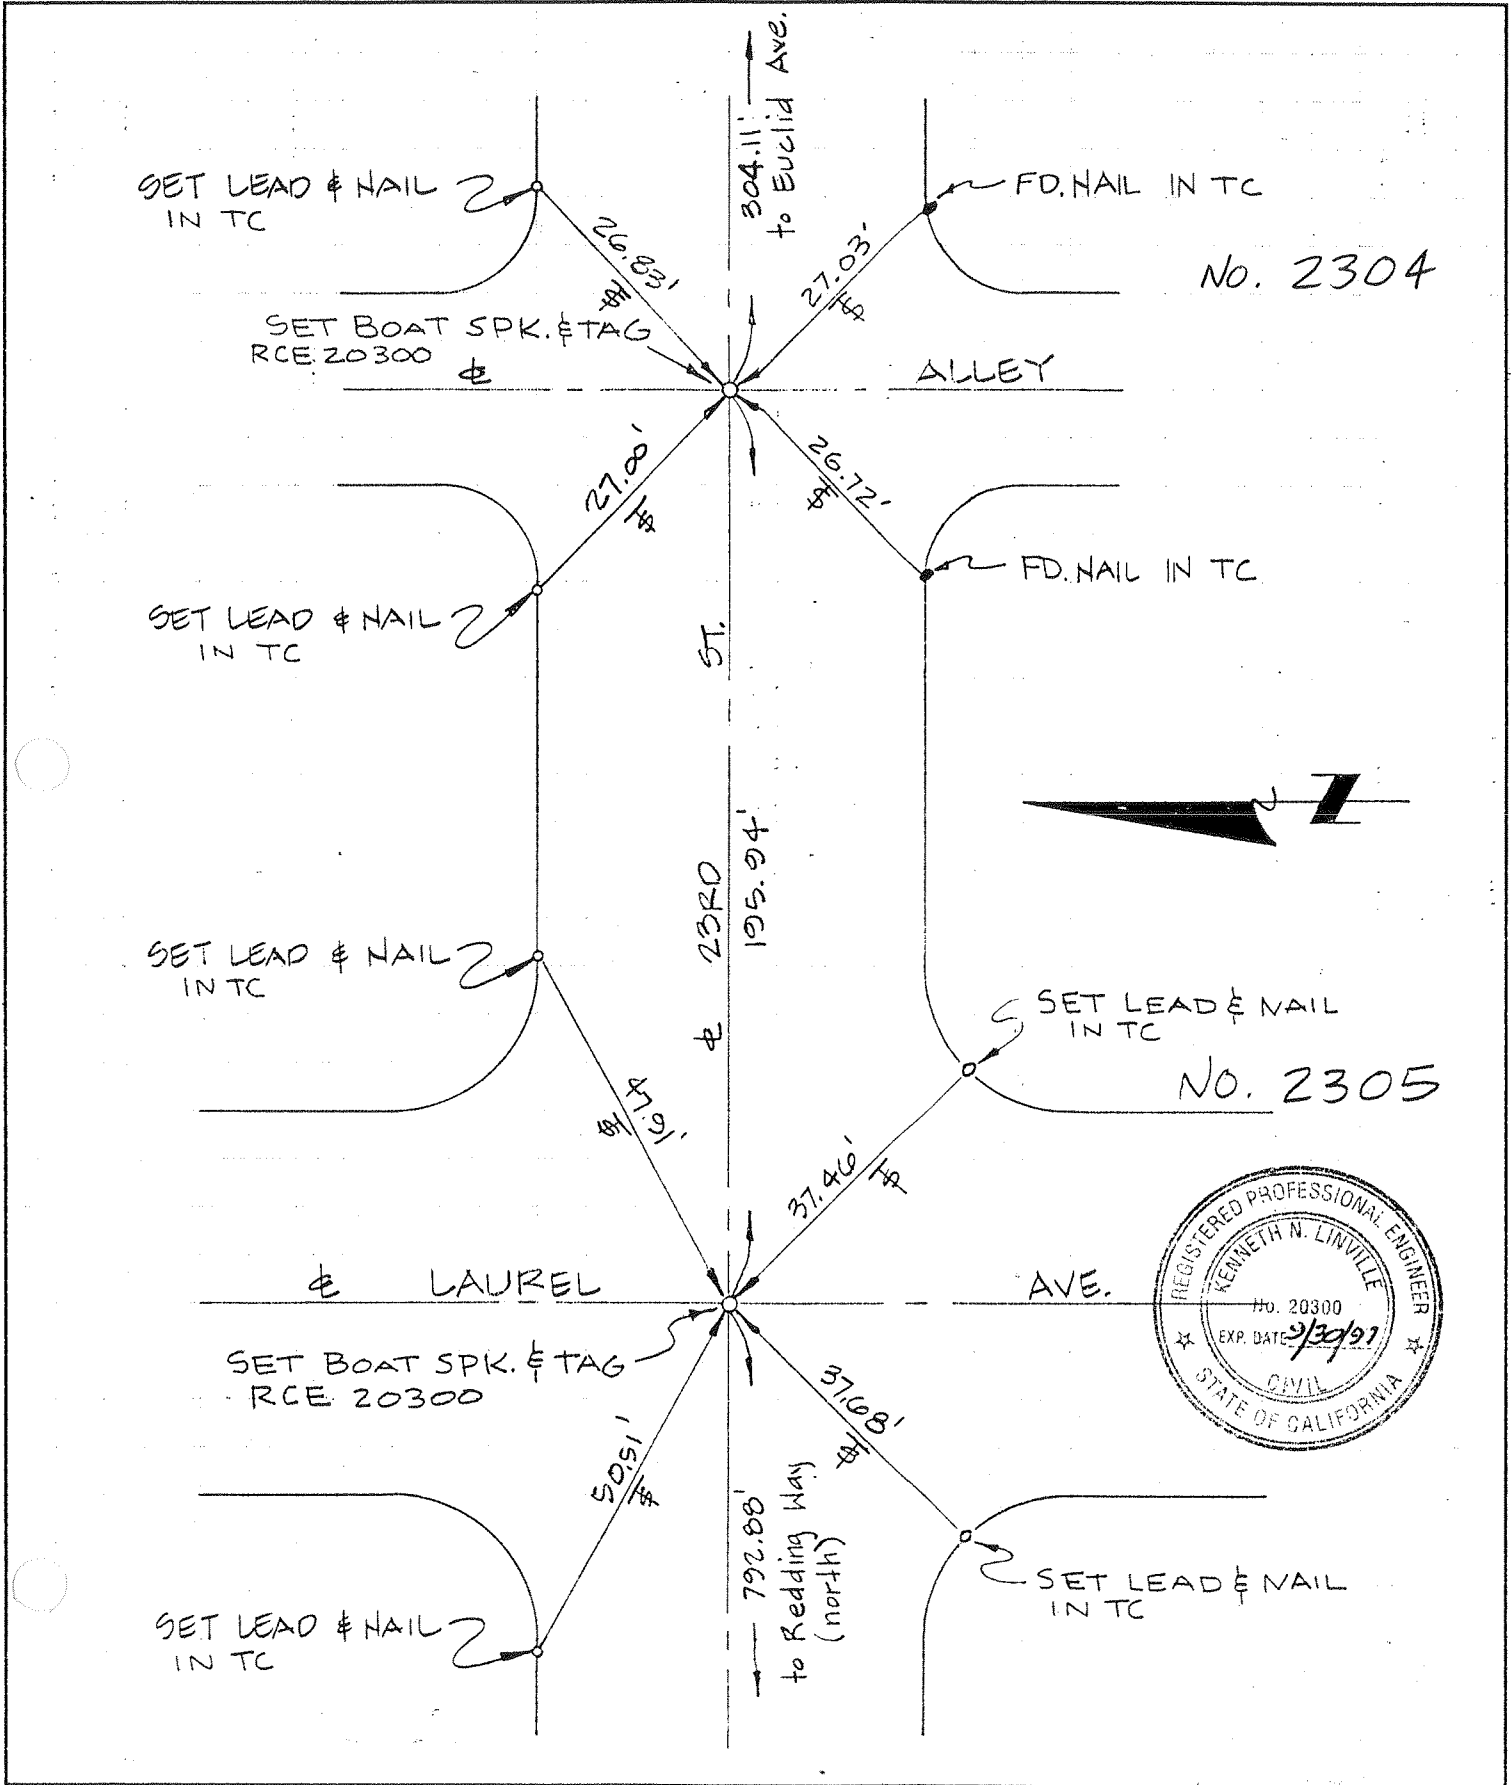 304.11'
to Euclid Ave.
SET LEAD & NAIL
IN TC
FD. NAIL IN TC
26.83'
27.03'
No. 2304
SET BOAT SPK. & TAG
RCE 20300
℄
ALLEY
27.00'
26.72'
FD. NAIL IN TC
SET LEAD & NAIL
IN TC
℄ 23RD ST.
195.94'
N
SET LEAD & NAIL
IN TC
SET LEAD & NAIL
IN TC
No. 2305
47.91'
37.46'
℄ LAUREL AVE.
REGISTERED PROFESSIONAL ENGINEER
KENNETH N. LINVILLE
No. 20300
EXP. DATE 9/30/97
CIVIL
STATE OF CALIFORNIA
SET BOAT SPK. & TAG
RCE 20300
50.51'
37.68'
792.88'
to Redding Way
(north)
SET LEAD & NAIL
IN TC
SET LEAD & NAIL
IN TC